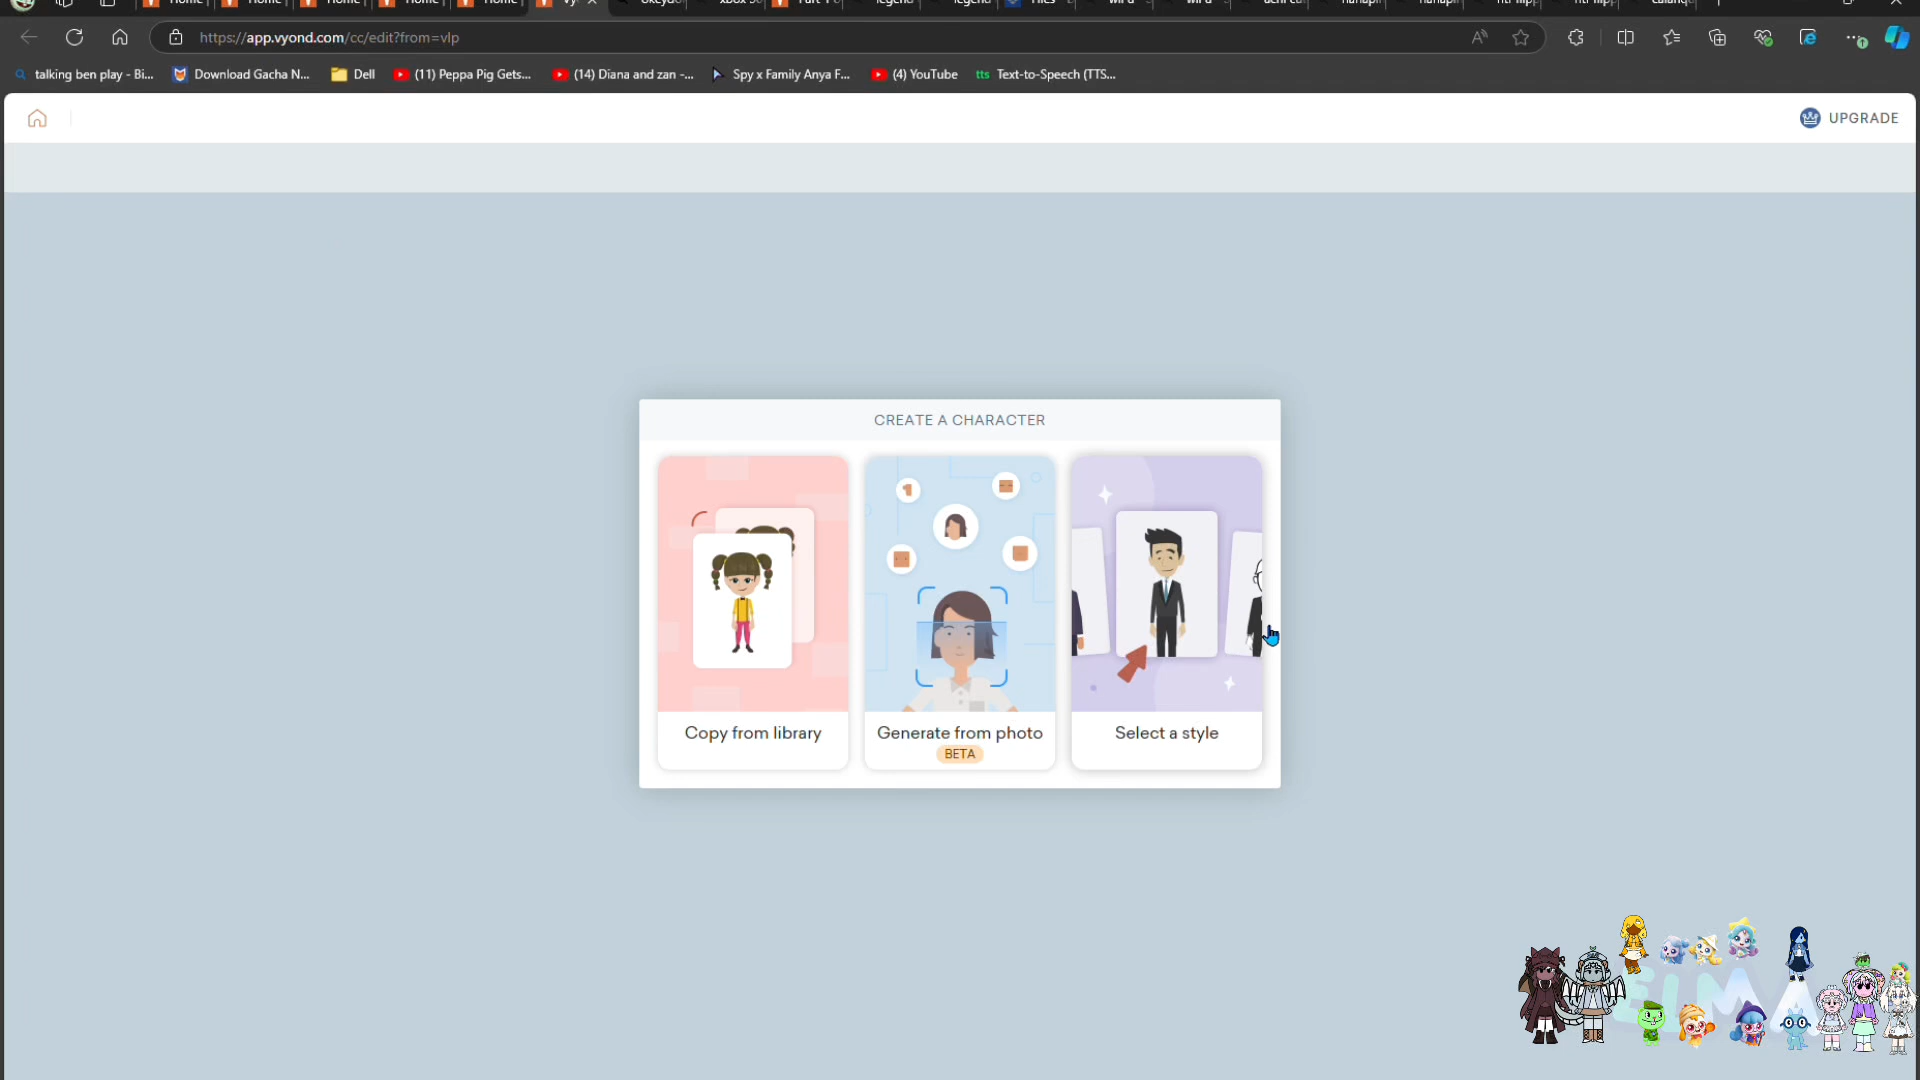 https://app.vyond.com/cc/edit?from=vlp
talking ben play - Bi...
Download Gacha N...
Dell
(11) Peppa Pig Gets...
(14) Diana and zan -...
Spy x Family Anya F...
(4) YouTube
tts Text-to-Speech (TTS...
UPGRADE
CREATE A CHARACTER
Copy from library
Generate from photo
BETA
Select a style